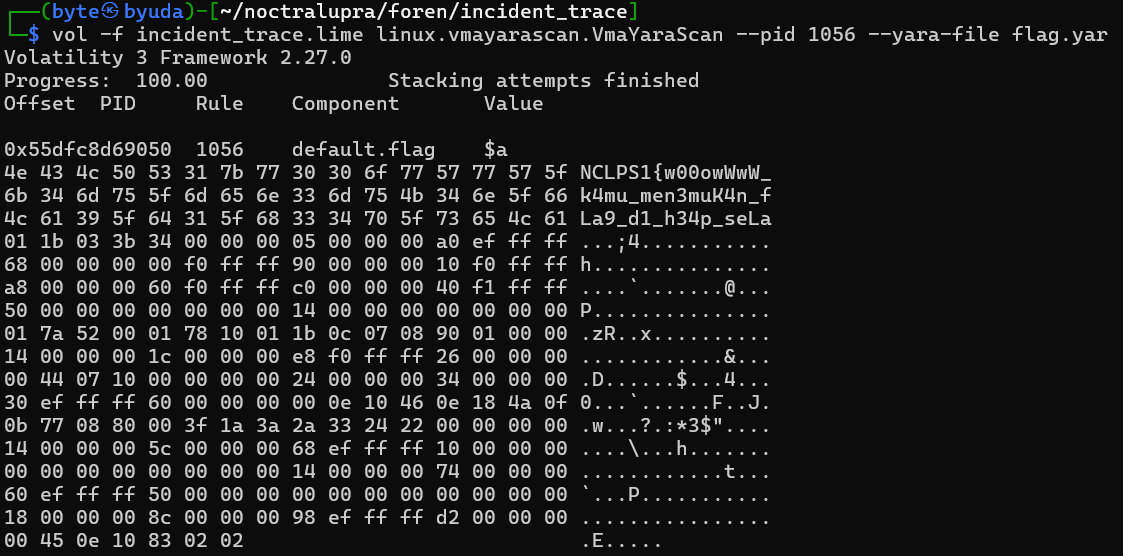 ┌──(byte㉿byuda)-[~/noctralupra/foren/incident_trace]
└─$ vol -f incident_trace.lime linux.vmayarascan.VmaYaraScan --pid 1056 --yara-file flag.yar
Volatility 3 Framework 2.27.0
Progress:  100.00               Stacking attempts finished
Offset  PID     Rule    Component       Value

0x55dfc8d69050  1056    default.flag    $a
4e 43 4c 50 53 31 7b 77 30 30 6f 77 57 77 57 5f NCLPS1{w00owWwW_
6b 34 6d 75 5f 6d 65 6e 33 6d 75 4b 34 6e 5f 66 k4mu_men3muK4n_f
4c 61 39 5f 64 31 5f 68 33 34 70 5f 73 65 4c 61 La9_d1_h34p_seLa
01 1b 03 3b 34 00 00 00 05 00 00 00 a0 ef ff ff ...;4...........
68 00 00 00 00 f0 ff ff 90 00 00 00 10 f0 ff ff h...............
a8 00 00 00 60 f0 ff ff c0 00 00 00 40 f1 ff ff ....`.......@...
50 00 00 00 00 00 00 00 14 00 00 00 00 00 00 00 P...............
01 7a 52 00 01 78 10 01 1b 0c 07 08 90 01 00 00 .zR..x..........
14 00 00 00 1c 00 00 00 e8 f0 ff ff 26 00 00 00 ............&...
00 44 07 10 00 00 00 00 24 00 00 00 34 00 00 00 .D......$...4...
30 ef ff ff 60 00 00 00 00 0e 10 46 0e 18 4a 0f 0...`......F..J.
0b 77 08 80 00 3f 1a 3a 2a 33 24 22 00 00 00 00 .w...?.:*3$"....
14 00 00 00 5c 00 00 00 68 ef ff ff 10 00 00 00 ....\...h.......
00 00 00 00 00 00 00 00 14 00 00 00 74 00 00 00 ............t...
60 ef ff ff 50 00 00 00 00 00 00 00 00 00 00 00 `...P...........
18 00 00 00 8c 00 00 00 98 ef ff ff d2 00 00 00 ................
00 45 0e 10 83 02 02                            .E.....